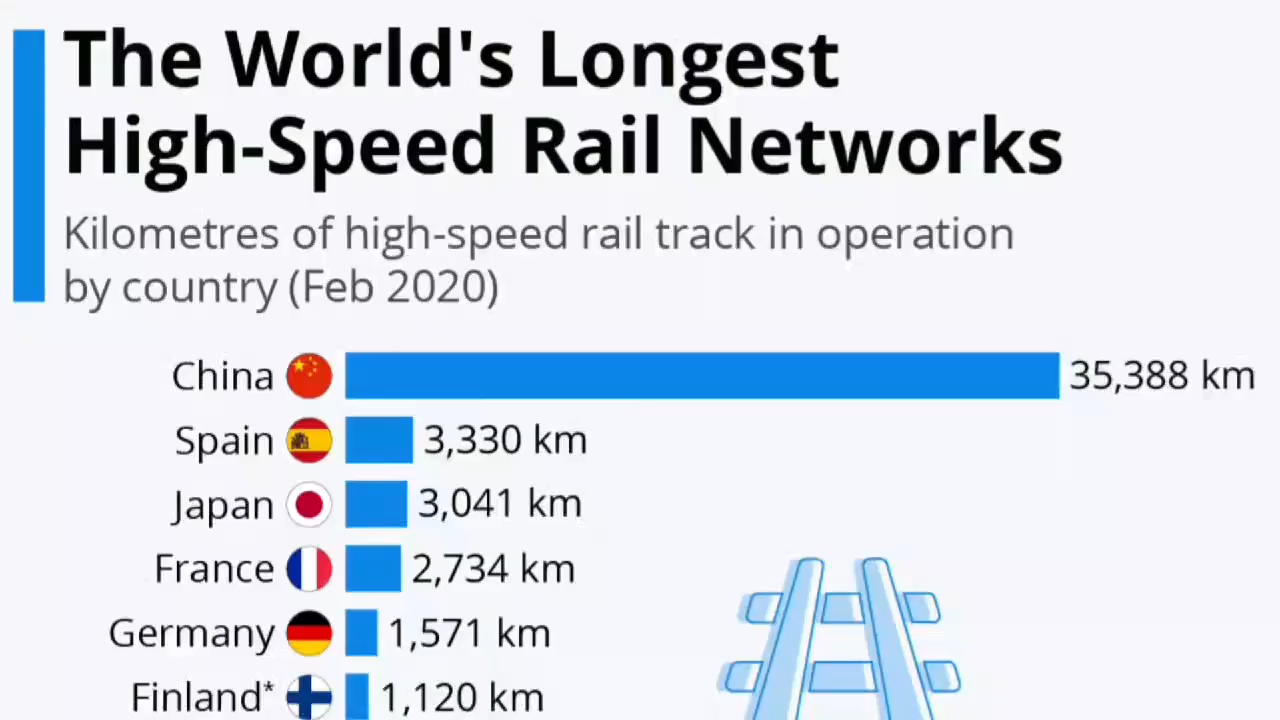 The World's Longest
High-Speed Rail Networks
Kilometres of high-speed rail track in operation
by country (Feb 2020)
China 35,388 km
Spain 3,330 km
Japan 3,041 km
France 2,734 km
Germany 1,571 km
Finland* 1,120 km